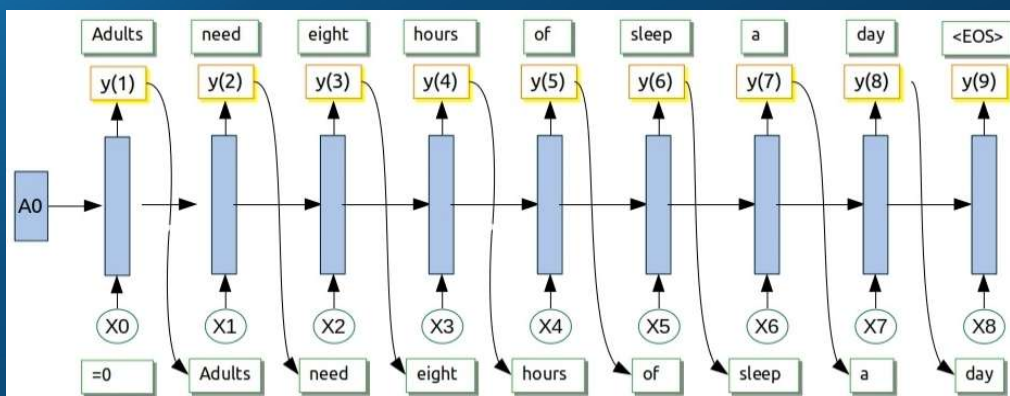 Adults need eight hours of sleep a day <EOS>
y(1) y(2) y(3) y(4) y(5) y(6) y(7) y(8) y(9)
A0
X0 X1 X2 X3 X4 X5 X6 X7 X8
=0 Adults need eight hours of sleep a day